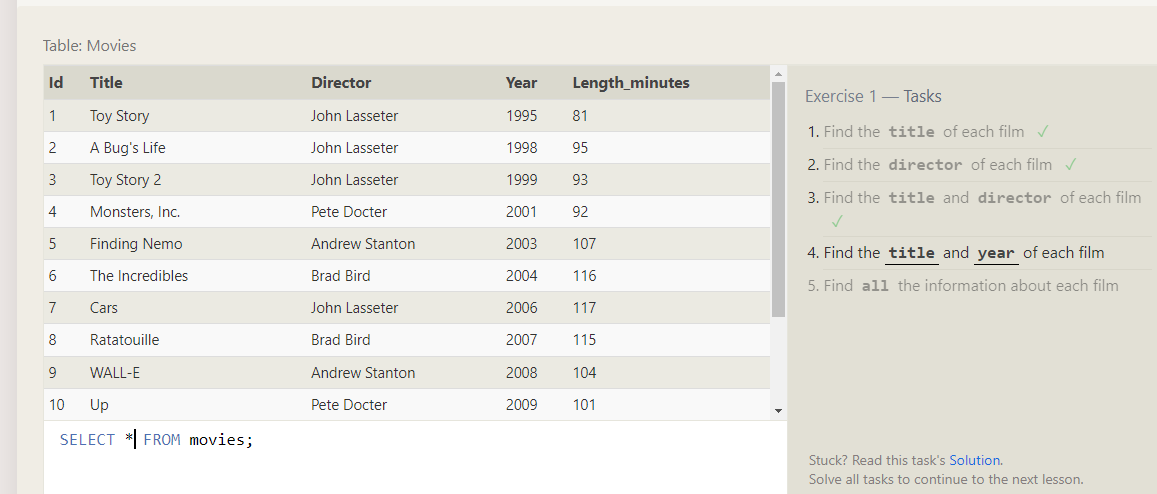 Table: Movies
Id Title Director Year Length_minutes
1 Toy Story John Lasseter 1995 81
2 A Bug's Life John Lasseter 1998 95
3 Toy Story 2 John Lasseter 1999 93
4 Monsters, Inc. Pete Docter 2001 92
5 Finding Nemo Andrew Stanton 2003 107
6 The Incredibles Brad Bird 2004 116
7 Cars John Lasseter 2006 117
8 Ratatouille Brad Bird 2007 115
9 WALL-E Andrew Stanton 2008 104
10 Up Pete Docter 2009 101
SELECT * FROM movies;
Exercise 1 — Tasks
1. Find the title of each film ✓
2. Find the director of each film ✓
3. Find the title and director of each film
✓
4. Find the title and year of each film
5. Find all the information about each film
Stuck? Read this task's Solution.
Solve all tasks to continue to the next lesson.